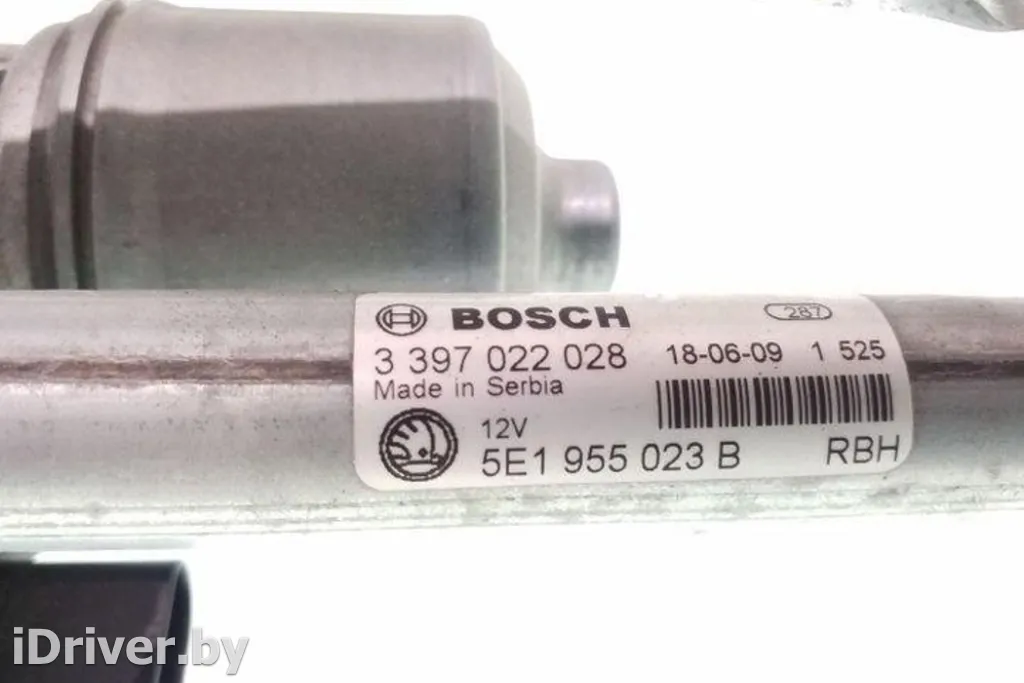 BOSCH 287
3 397 022 028 18-06-09 1 525
Made in Serbia
12V
5E1 955 023 B RBH
iDriver.by